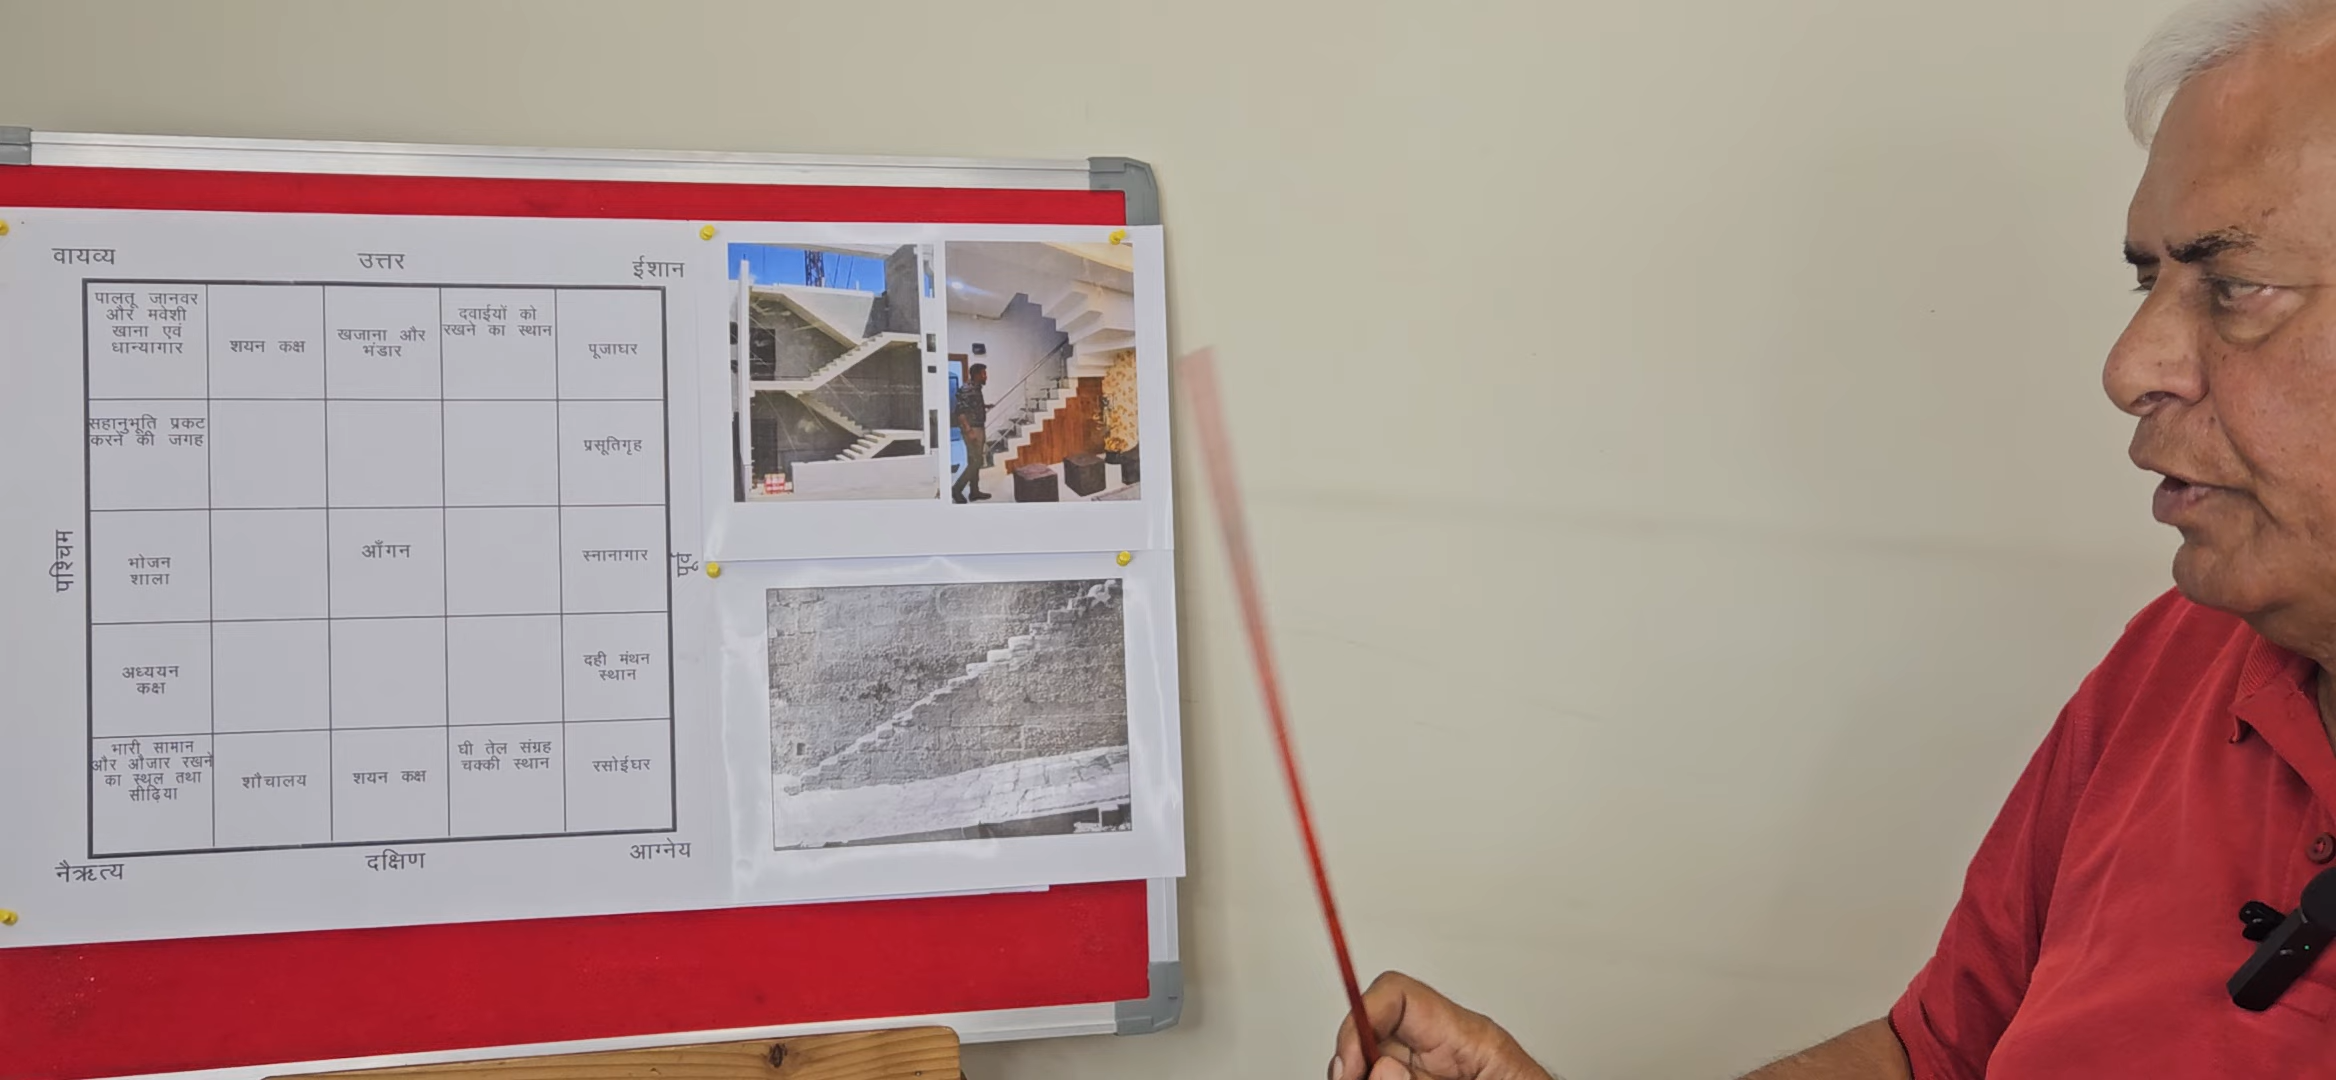 वायव्य उत्तर ईशान
पालतू जानवर
और मवेशी
खाना एवं
धान्यागार
शयन कक्ष
खजाना और
भंडार
दवाईयों को
रखने का स्थान
पूजाघर
सहानुभूति प्रकट
करने की जगह
प्रसूतिगृह
पश्चिम
भोजन
शाला
आँगन
स्नानागार
पूर्व
अध्ययन
कक्ष
दही मंथन
स्थान
भारी सामान
और औजार रखने
का स्थल तथा
सीढ़िया
शौचालय
शयन कक्ष
घी तेल संग्रह
चक्की स्थान
रसोईघर
नैऋत्य दक्षिण आग्नेय